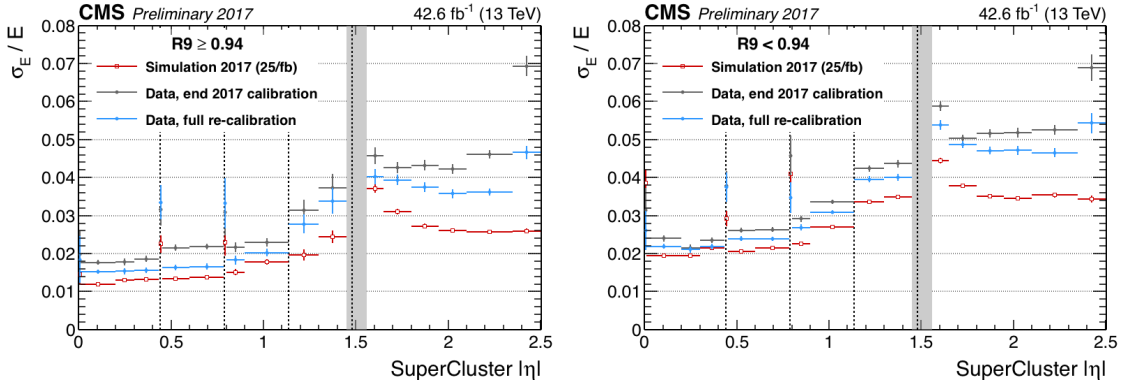 CMS Preliminary 2017 42.6 fb⁻¹ (13 TeV)
σ_E / E
R9 ≥ 0.94
Simulation 2017 (25/fb)
Data, end 2017 calibration
Data, full re-calibration
0.08
0.07
0.06
0.05
0.04
0.03
0.02
0.01
0
0 0.5 1 1.5 2 2.5
SuperCluster |η|
CMS Preliminary 2017 42.6 fb⁻¹ (13 TeV)
σ_E / E
R9 < 0.94
Simulation 2017 (25/fb)
Data, end 2017 calibration
Data, full re-calibration
0.08
0.07
0.06
0.05
0.04
0.03
0.02
0.01
0
0 0.5 1 1.5 2 2.5
SuperCluster |η|